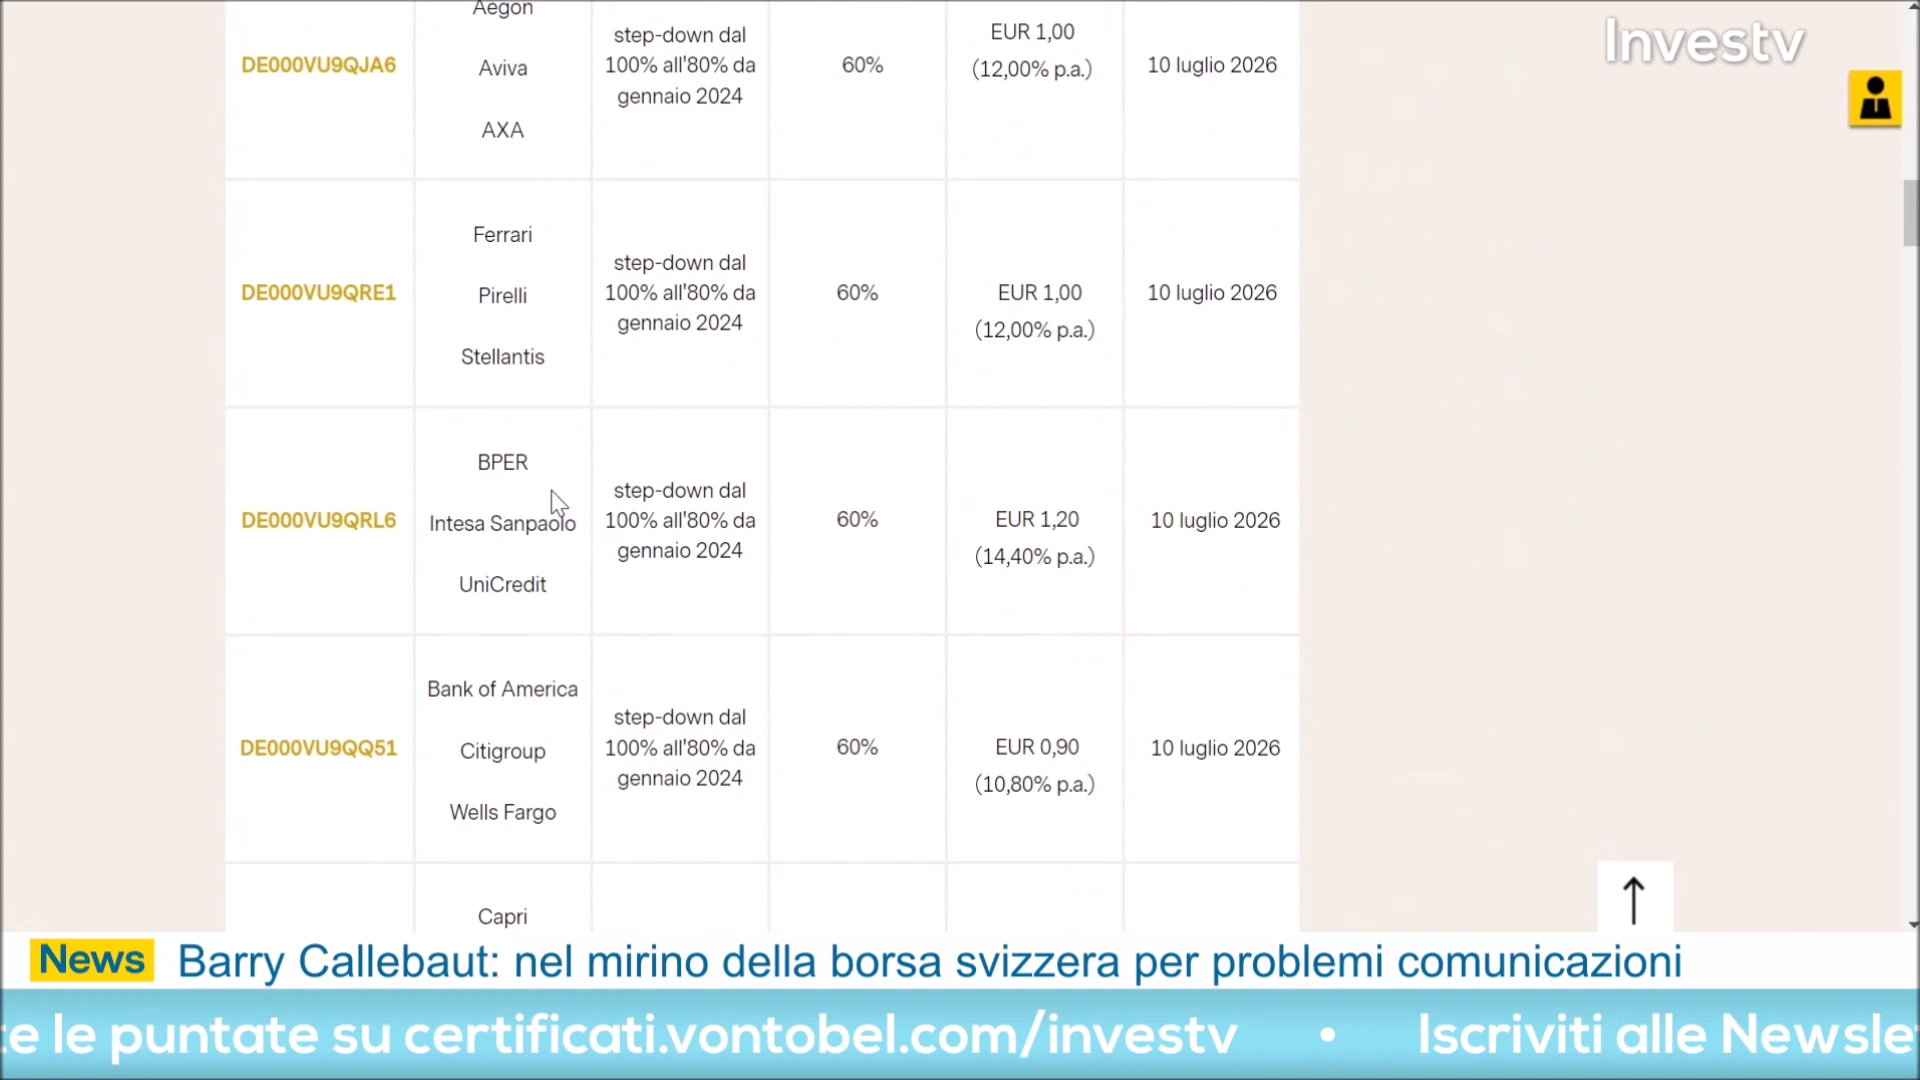 Investv
Aegon
Aviva
AXA
DE000VU9QJA6
step-down dal
100% all'80% da
gennaio 2024
60%
EUR 1,00
(12,00% p.a.)
10 luglio 2026
DE000VU9QRE1
Ferrari
Pirelli
Stellantis
step-down dal
100% all'80% da
gennaio 2024
60%
EUR 1,00
(12,00% p.a.)
10 luglio 2026
DE000VU9QRL6
BPER
Intesa Sanpaolo
UniCredit
step-down dal
100% all'80% da
gennaio 2024
60%
EUR 1,20
(14,40% p.a.)
10 luglio 2026
DE000VU9QQ51
Bank of America
Citigroup
Wells Fargo
step-down dal
100% all'80% da
gennaio 2024
60%
EUR 0,90
(10,80% p.a.)
10 luglio 2026
Capri
News Barry Callebaut: nel mirino della borsa svizzera per problemi comunicazioni
e le puntate su certificati.vontobel.com/investv • Iscriviti alle Newsle